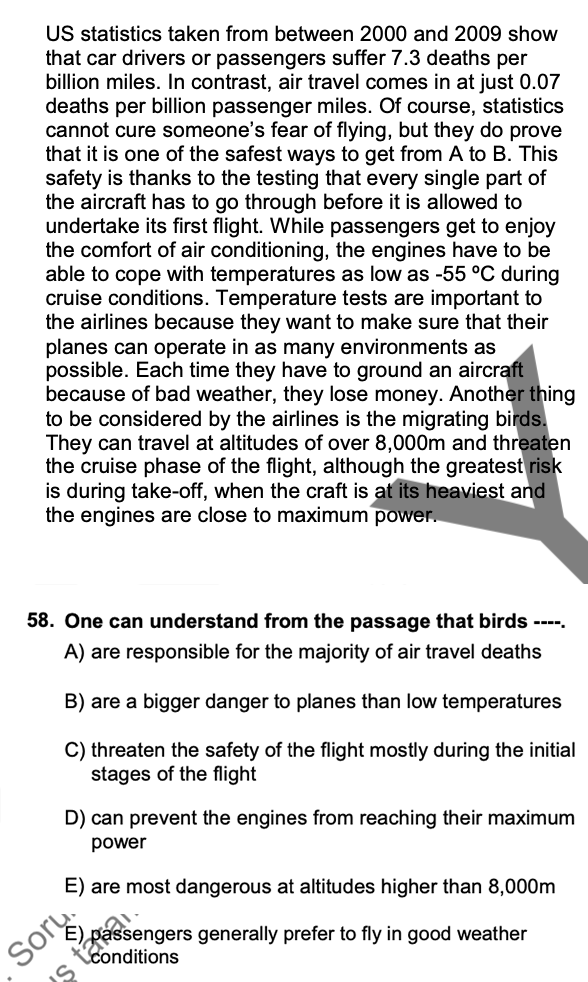 US statistics taken from between 2000 and 2009 show
that car drivers or passengers suffer 7.3 deaths per
billion miles. In contrast, air travel comes in at just 0.07
deaths per billion passenger miles. Of course, statistics
cannot cure someone’s fear of flying, but they do prove
that it is one of the safest ways to get from A to B. This
safety is thanks to the testing that every single part of
the aircraft has to go through before it is allowed to
undertake its first flight. While passengers get to enjoy
the comfort of air conditioning, the engines have to be
able to cope with temperatures as low as -55 ºC during
cruise conditions. Temperature tests are important to
the airlines because they want to make sure that their
planes can operate in as many environments as
possible. Each time they have to ground an aircraft
because of bad weather, they lose money. Another thing
to be considered by the airlines is the migrating birds.
They can travel at altitudes of over 8,000m and threaten
the cruise phase of the flight, although the greatest risk
is during take-off, when the craft is at its heaviest and
the engines are close to maximum power.
58. One can understand from the passage that birds ----.
A) are responsible for the majority of air travel deaths
B) are a bigger danger to planes than low temperatures
C) threaten the safety of the flight mostly during the initial
stages of the flight
D) can prevent the engines from reaching their maximum
power
E) are most dangerous at altitudes higher than 8,000m
E) passengers generally prefer to fly in good weather
conditions